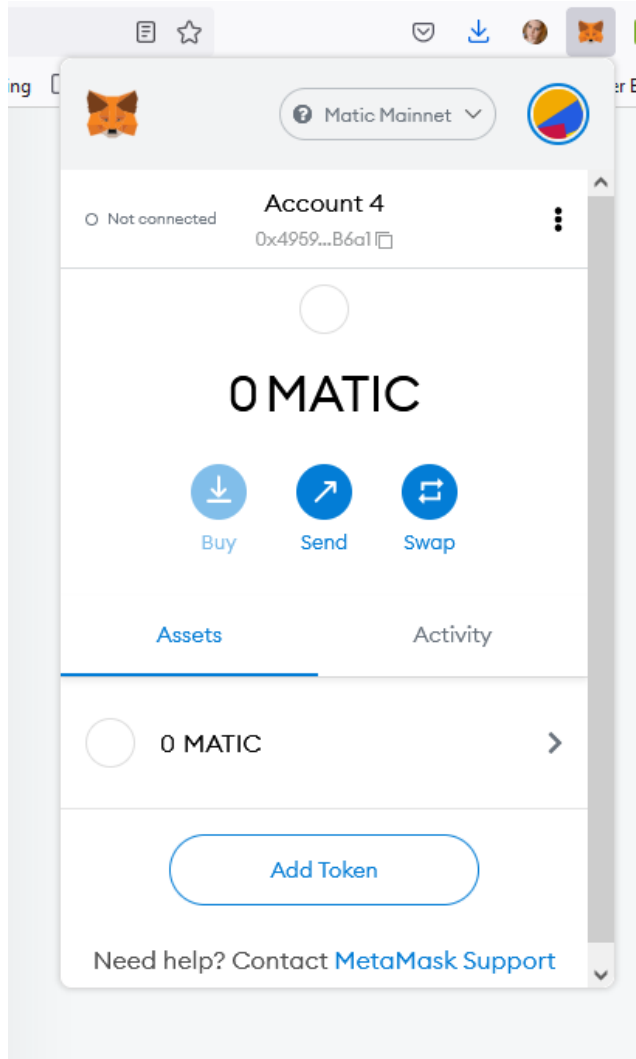 ing
Matic Mainnet
er E
Not connected
Account 4
0x4959...B6a1
0 MATIC
Buy
Send
Swap
Assets
Activity
0 MATIC
Add Token
Need help? Contact MetaMask Support